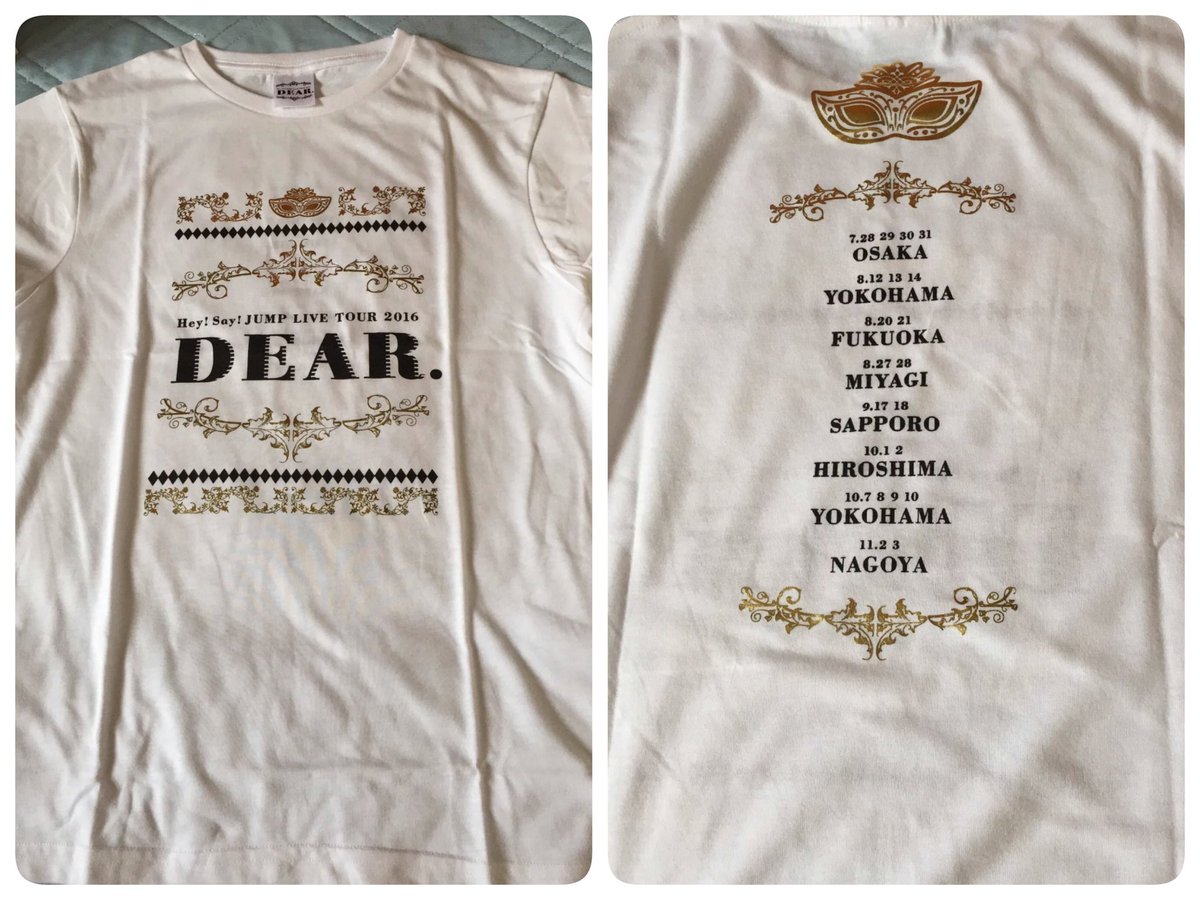 DEAR.
Hey! Say! JUMP LIVE TOUR 2016
DEAR.
7.28 29 30 31
OSAKA
8.12 13 14
YOKOHAMA
8.20 21
FUKUOKA
8.27 28
MIYAGI
9.17 18
SAPPORO
10.1 2
HIROSHIMA
10.7 8 9 10
YOKOHAMA
11.2 3
NAGOYA